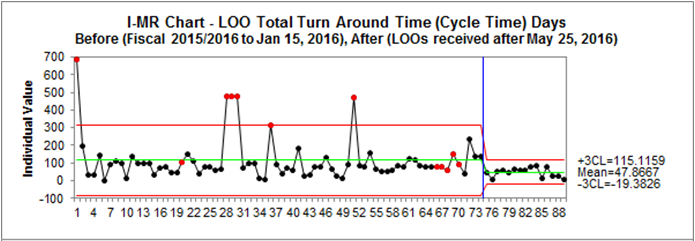 I-MR Chart - LOO Total Turn Around Time (Cycle Time) Days
Before (Fiscal 2015/2016 to Jan 15, 2016), After (LOOs received after May 25, 2016)
Individual Value
700
600
500
400
300
200
100
0
-100
+3CL=115.1159
Mean=47.8667
-3CL=-19.3826
1 4 7 10 13 16 19 22 25 28 31 34 37 40 43 46 49 52 55 58 61 64 67 70 73 76 79 82 85 88